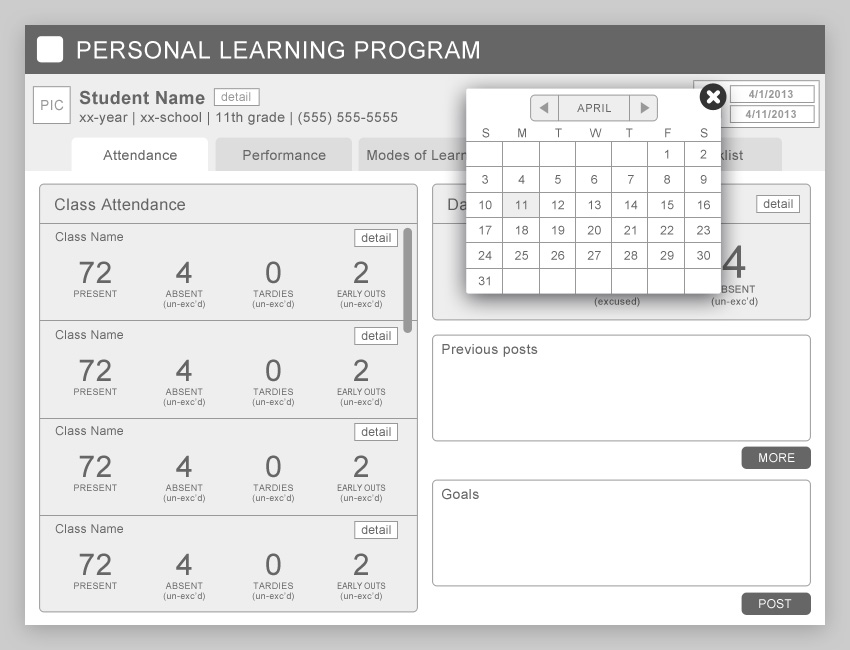 PERSONAL LEARNING PROGRAM
PIC
Student Name detail
xx-year | xx-school | 11th grade | (555) 555-5555
4/1/2013
4/11/2013
Attendance Performance Modes of Learn
APRIL
S M T W T F S
1 2
3 4 5 6 7 8 9
10 11 12 13 14 15 16
17 18 19 20 21 22 23
24 25 26 27 28 29 30
31
Class Attendance
Class Name detail
72 4 0 2
PRESENT ABSENT TARDIES EARLY OUTS
(un-exc'd) (un-exc'd) (un-exc'd)
Class Name detail
72 4 0 2
PRESENT ABSENT TARDIES EARLY OUTS
(un-exc'd) (un-exc'd) (un-exc'd)
Class Name detail
72 4 0 2
PRESENT ABSENT TARDIES EARLY OUTS
(un-exc'd) (un-exc'd) (un-exc'd)
Class Name detail
72 4 0 2
PRESENT ABSENT TARDIES EARLY OUTS
(un-exc'd) (un-exc'd) (un-exc'd)
detail
4
BSENT
(excused) (un-exc'd)
Previous posts
MORE
Goals
POST